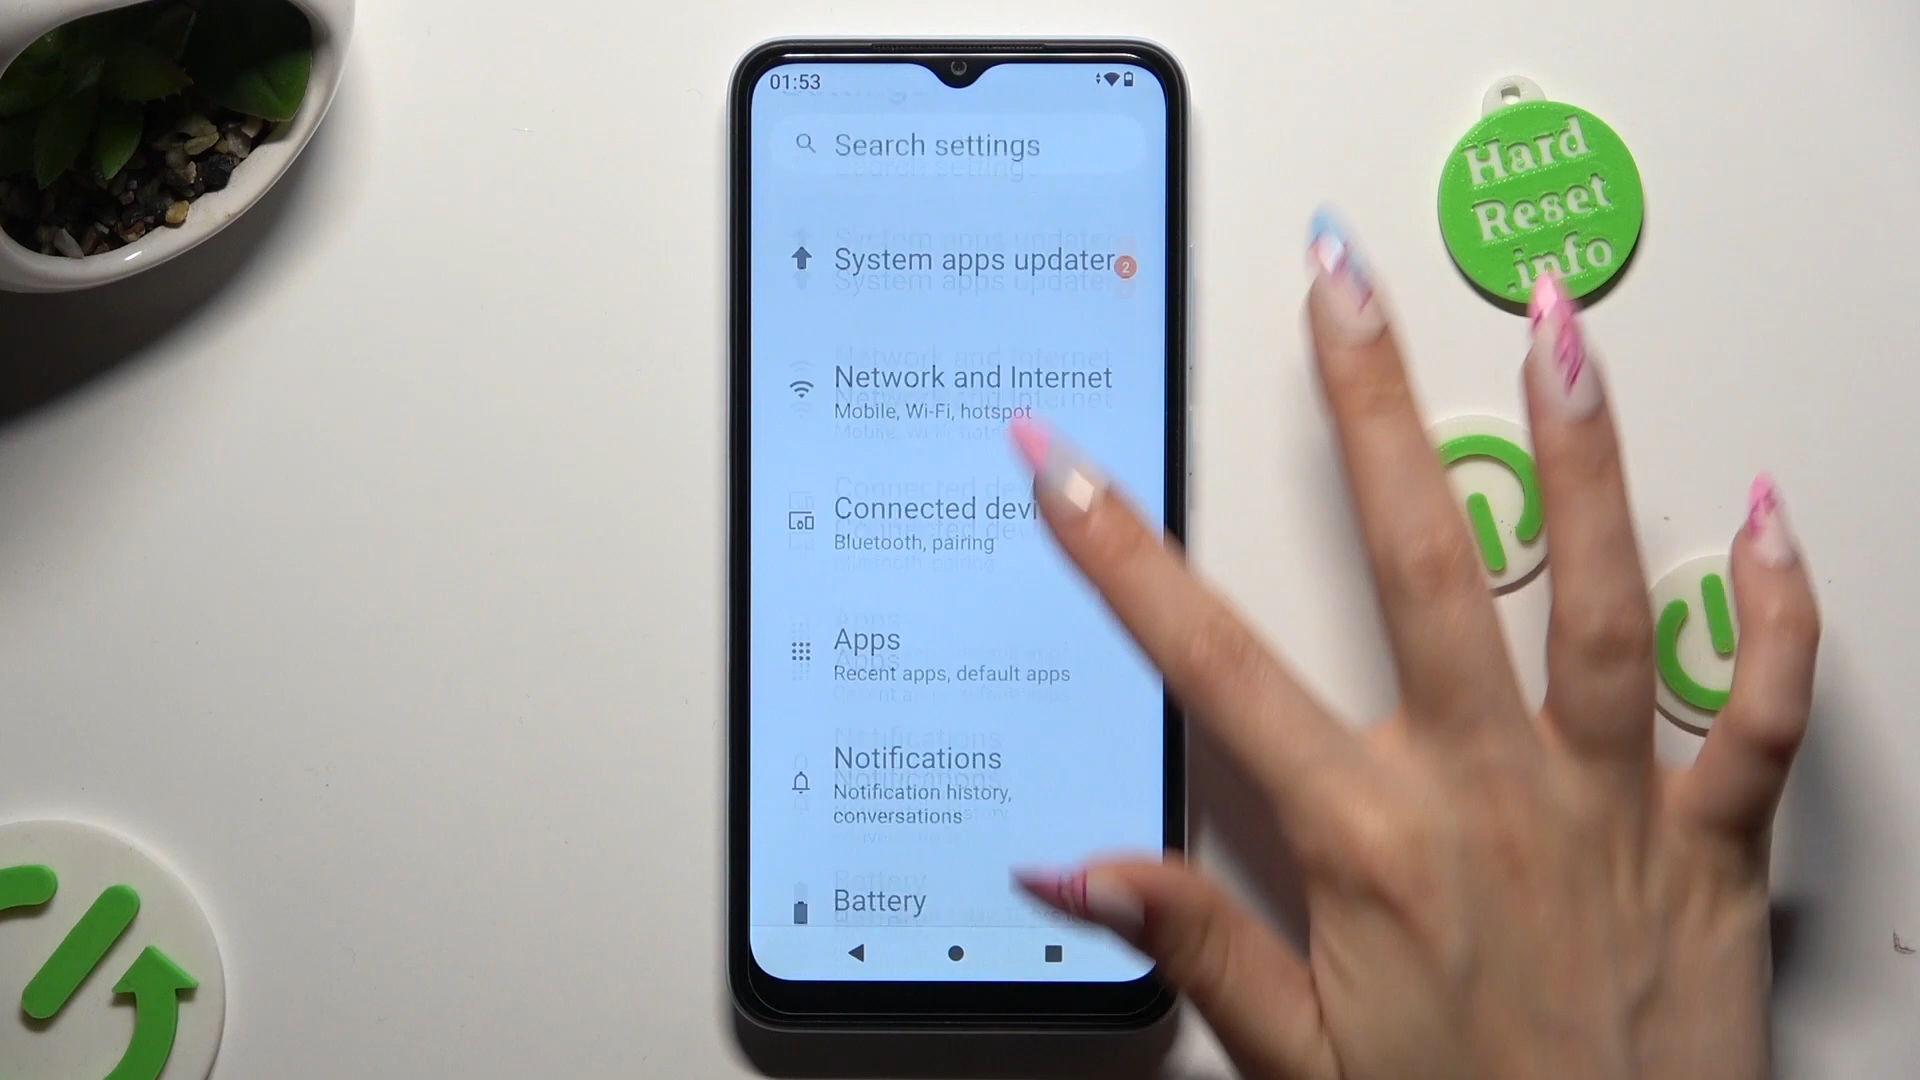 01:53
Search settings
System apps updater 2
Network and Internet
Mobile, Wi-Fi, hotspot
Connected devi
Bluetooth, pairing
Apps
Recent apps, default apps
Notifications
Notification history,
conversations
Battery
Hard
Reset
.info